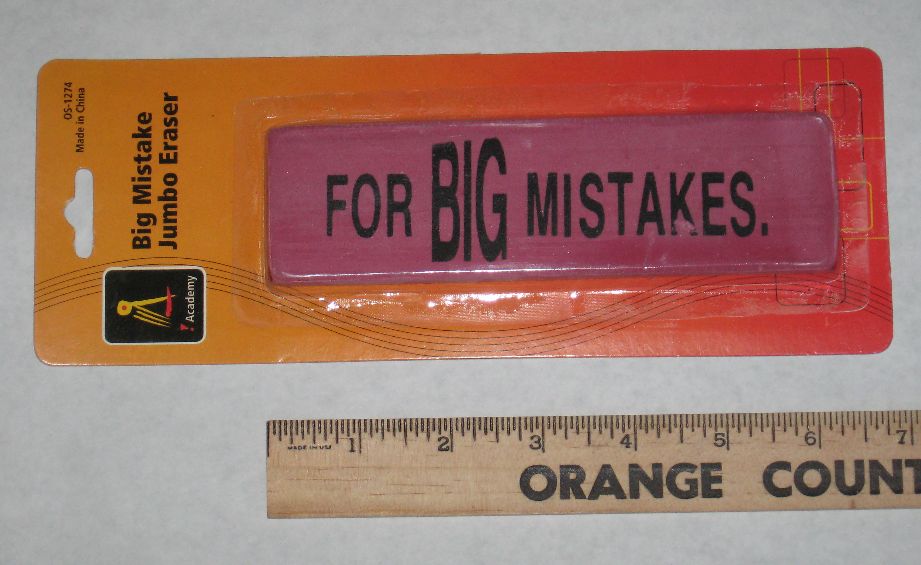 OS-1274
Made in China
Big Mistake
Jumbo Eraser
Academy
FOR BIG MISTAKES.
MADE IN USA
1 2 3 4 5 6 7
ORANGE COUNT